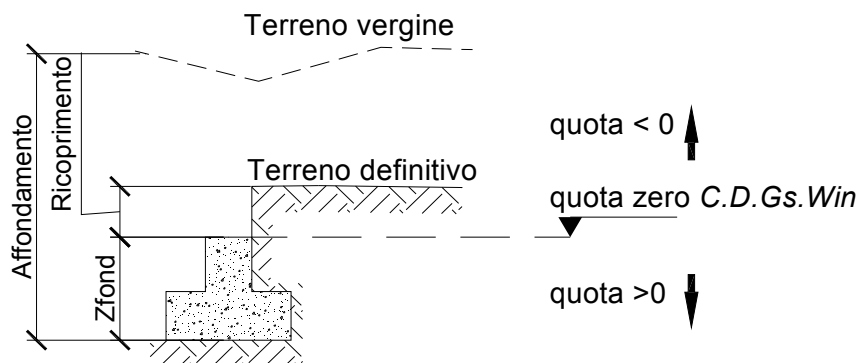 Terreno vergine
Affondamento
Ricoprimento
quota < 0
Terreno definitivo
quota zero C.D.Gs.Win
Zfond
quota >0